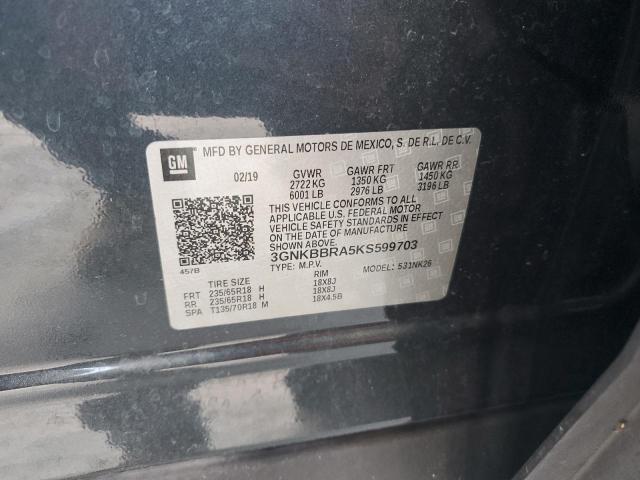 GM
MFD BY GENERAL MOTORS DE MEXICO, S. DE R.L. DE C.V.
02/19 GVWR GAWR FRT GAWR RR
2722 KG 1350 KG 1450 KG
6001 LB 2976 LB 3196 LB
THIS VEHICLE CONFORMS TO ALL
APPLICABLE U.S. FEDERAL MOTOR
VEHICLE SAFETY STANDARDS IN EFFECT
ON THE DATE OF MANUFACTURE
SHOWN ABOVE.
3GNKBBRA5KS599703
457B TYPE: M.P.V. MODEL: 531NK26
TIRE SIZE RIM
FRT 235/65R18 H 18X8J
RR 235/65R18 H 18X8J
SPA T135/70R18 M 18X4.5B